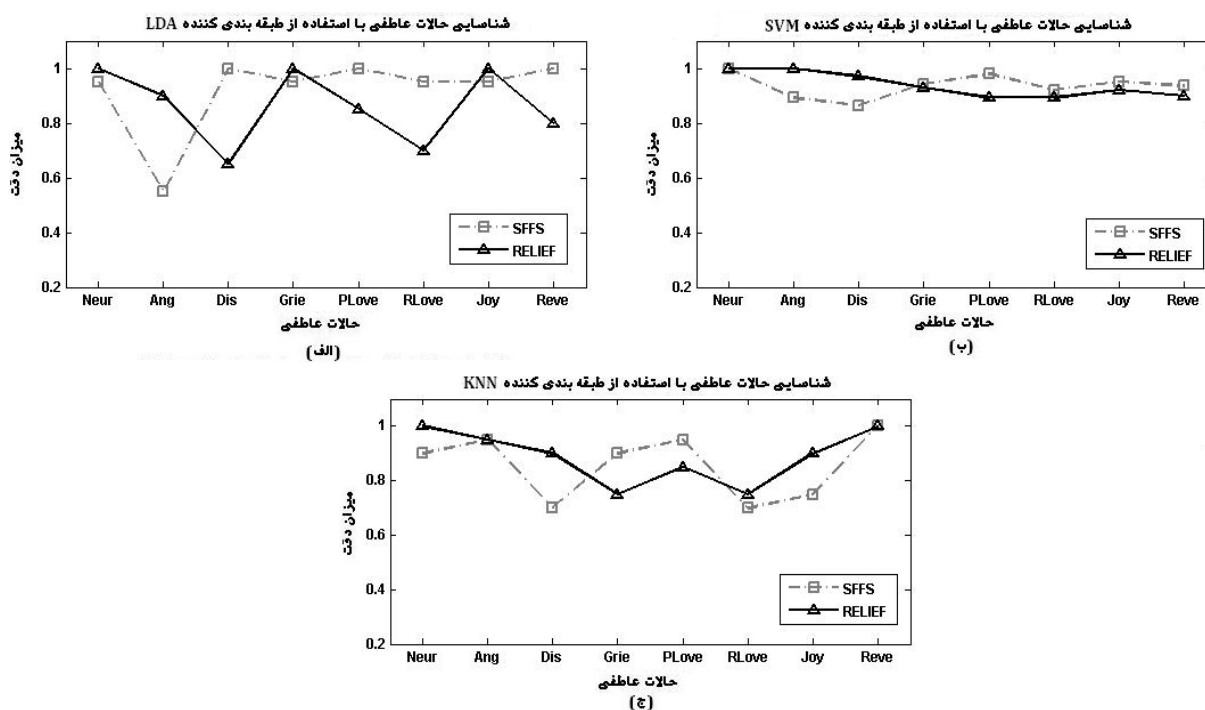 شناسایی حالات عاطفی با استفاده از طبقه بندی کننده LDA
میزان دقت
1
0.8
0.6
0.4
0.2
SFFS
RELIEF
Neur Ang Dis Grie PLove RLove Joy Reve
حالات عاطفی
(الف)
شناسایی حالات عاطفی با استفاده از طبقه بندی کننده SVM
میزان دقت
1
0.8
0.6
0.4
0.2
SFFS
RELIEF
Neur Ang Dis Grie PLove RLove Joy Reve
حالات عاطفی
(ب)
شناسایی حالات عاطفی با استفاده از طبقه بندی کننده KNN
میزان دقت
1
0.8
0.6
0.4
0.2
SFFS
RELIEF
Neur Ang Dis Grie PLove RLove Joy Reve
حالات عاطفی
(ج)